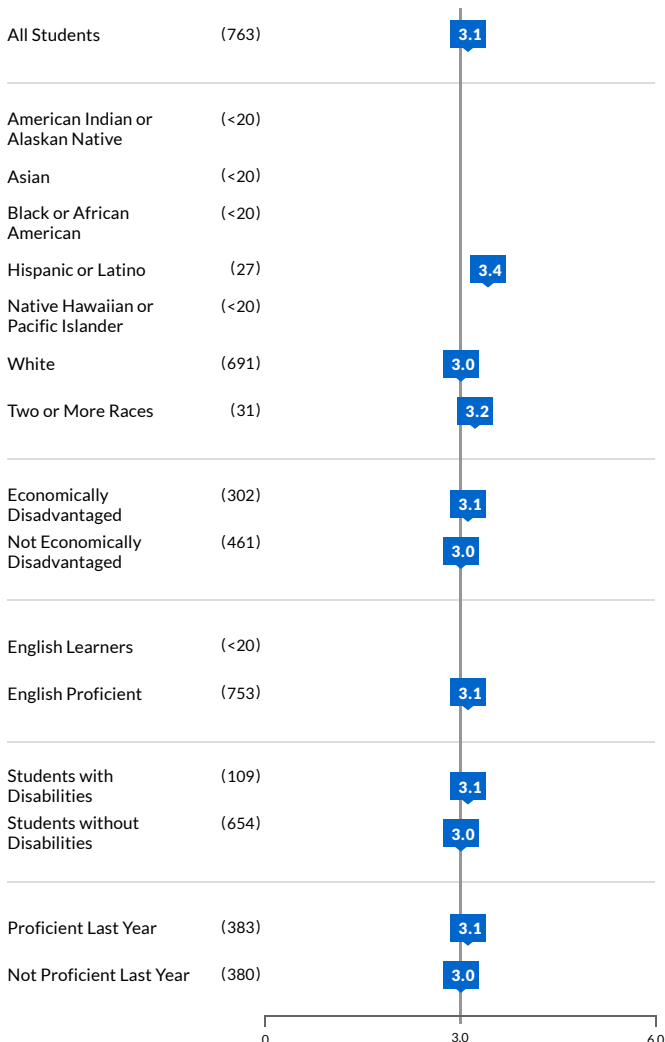 All Students (763) 3.1
American Indian or (<20)
Alaskan Native
Asian (<20)
Black or African (<20)
American
Hispanic or Latino (27) 3.4
Native Hawaiian or (<20)
Pacific Islander
White (691) 3.0
Two or More Races (31) 3.2
Economically (302) 3.1
Disadvantaged
Not Economically (461) 3.0
Disadvantaged
English Learners (<20)
English Proficient (753) 3.1
Students with (109) 3.1
Disabilities
Students without (654) 3.0
Disabilities
Proficient Last Year (383) 3.1
Not Proficient Last Year (380) 3.0
0 3.0 6.0